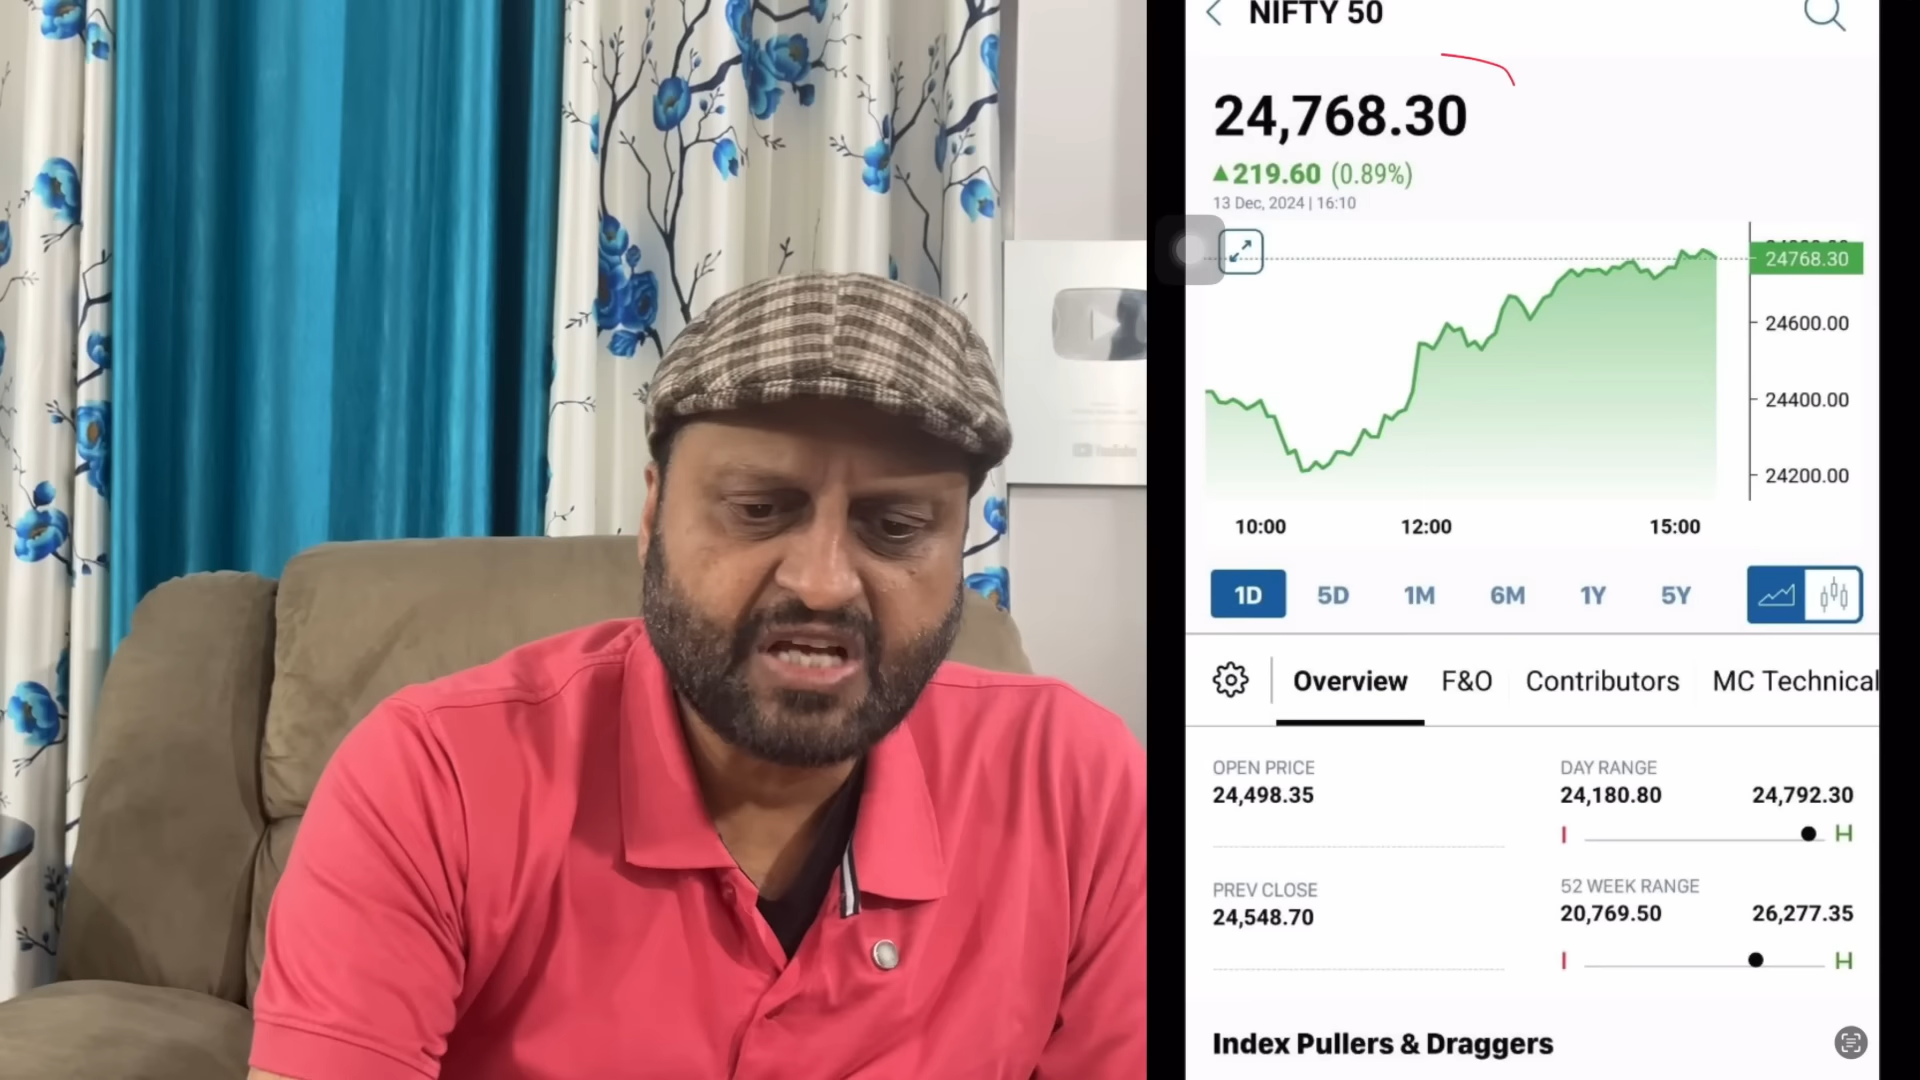 NIFTY 50
24,768.30
▲219.60 (0.89%)
13 Dec, 2024 | 16:10
24768.30
24600.00
24400.00
24200.00
10:00 12:00 15:00
1D 5D 1M 6M 1Y 5Y
Overview F&O Contributors MC Technical
OPEN PRICE
24,498.35
DAY RANGE
24,180.80 24,792.30
H
PREV CLOSE
24,548.70
52 WEEK RANGE
20,769.50 26,277.35
H
Index Pullers & Draggers
YouTube